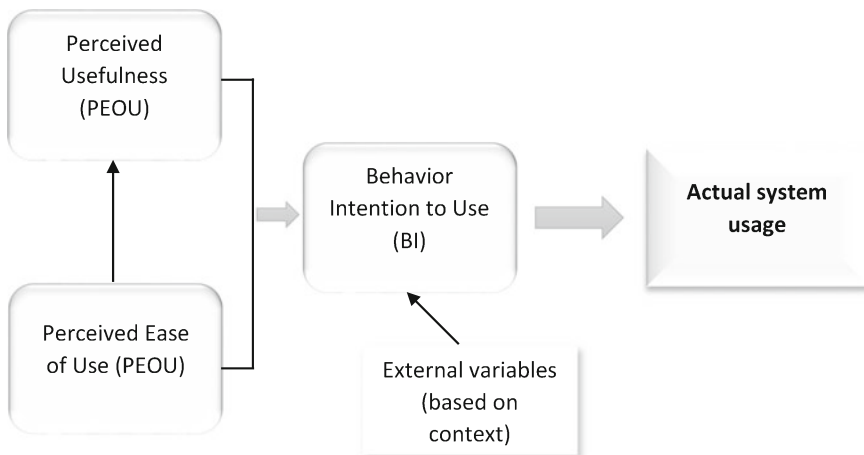 Perceived
Usefulness
(PEOU)
Behavior
Intention to Use
(BI)
Actual system
usage
Perceived Ease
of Use (PEOU)
External variables
(based on
context)